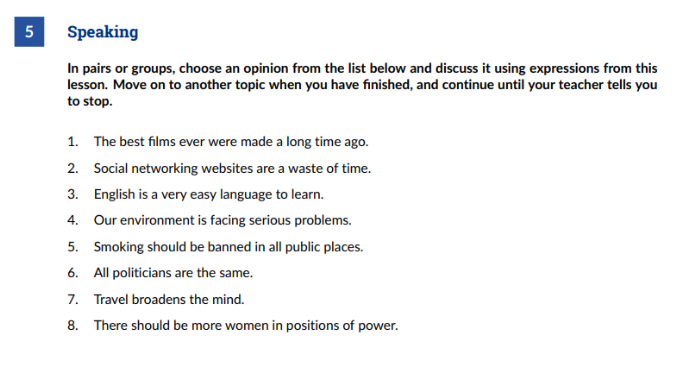 5 Speaking
In pairs or groups, choose an opinion from the list below and discuss it using expressions from this
lesson. Move on to another topic when you have finished, and continue until your teacher tells you
to stop.
1. The best films ever were made a long time ago.
2. Social networking websites are a waste of time.
3. English is a very easy language to learn.
4. Our environment is facing serious problems.
5. Smoking should be banned in all public places.
6. All politicians are the same.
7. Travel broadens the mind.
8. There should be more women in positions of power.